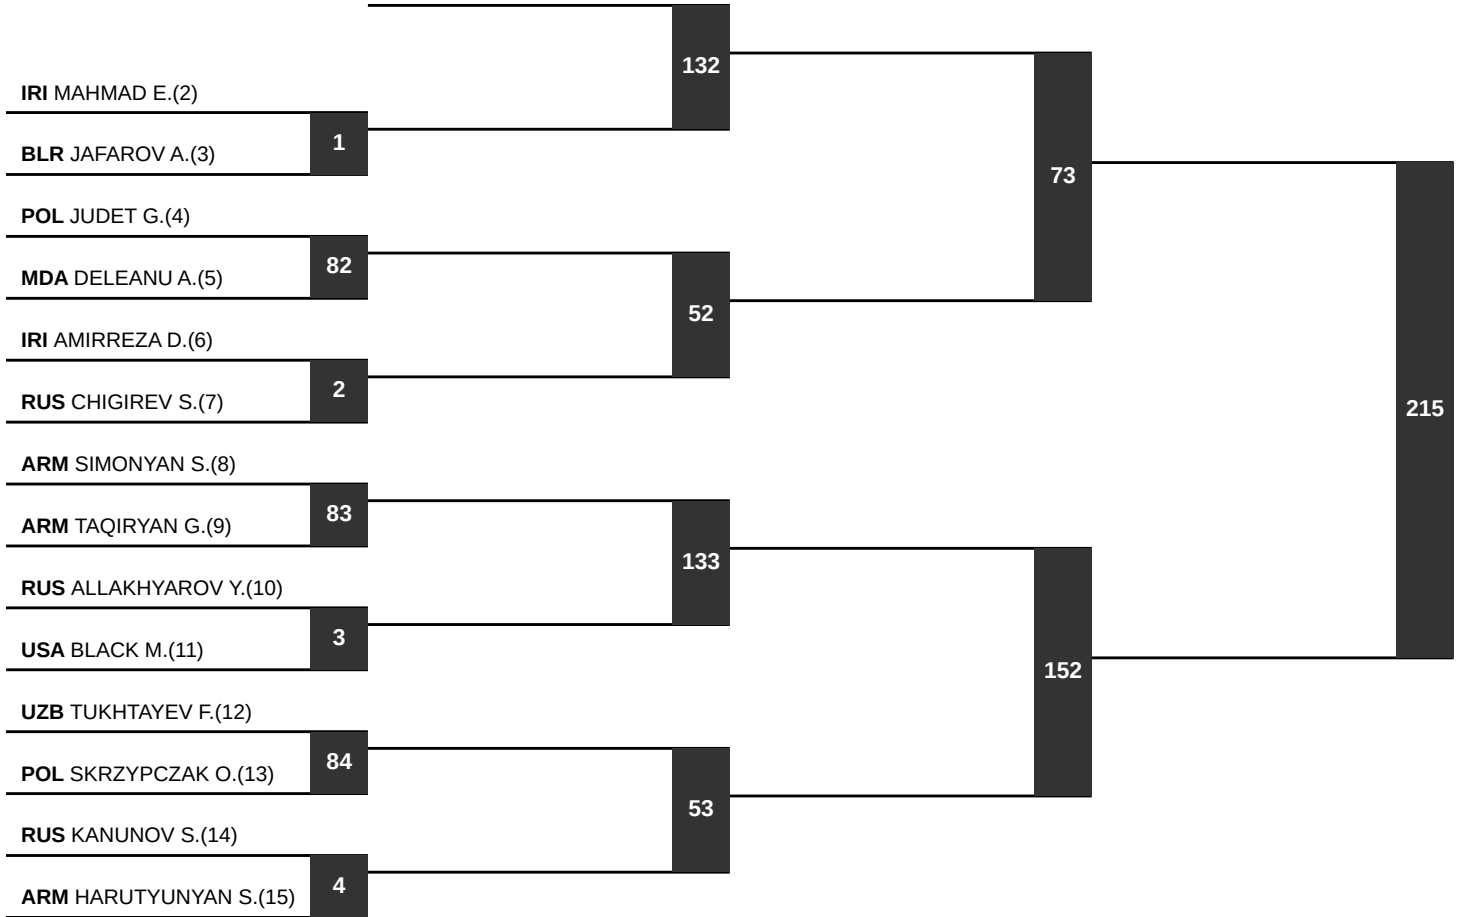 132
IRI MAHMAD E.(2)
1
BLR JAFAROV A.(3)
73
POL JUDET G.(4)
82
MDA DELEANU A.(5)
52
IRI AMIRREZA D.(6)
2
RUS CHIGIREV S.(7)
215
ARM SIMONYAN S.(8)
83
ARM TAQIRYAN G.(9)
133
RUS ALLAKHYAROV Y.(10)
3
USA BLACK M.(11)
152
UZB TUKHTAYEV F.(12)
84
POL SKRZYPCZAK O.(13)
53
RUS KANUNOV S.(14)
4
ARM HARUTYUNYAN S.(15)